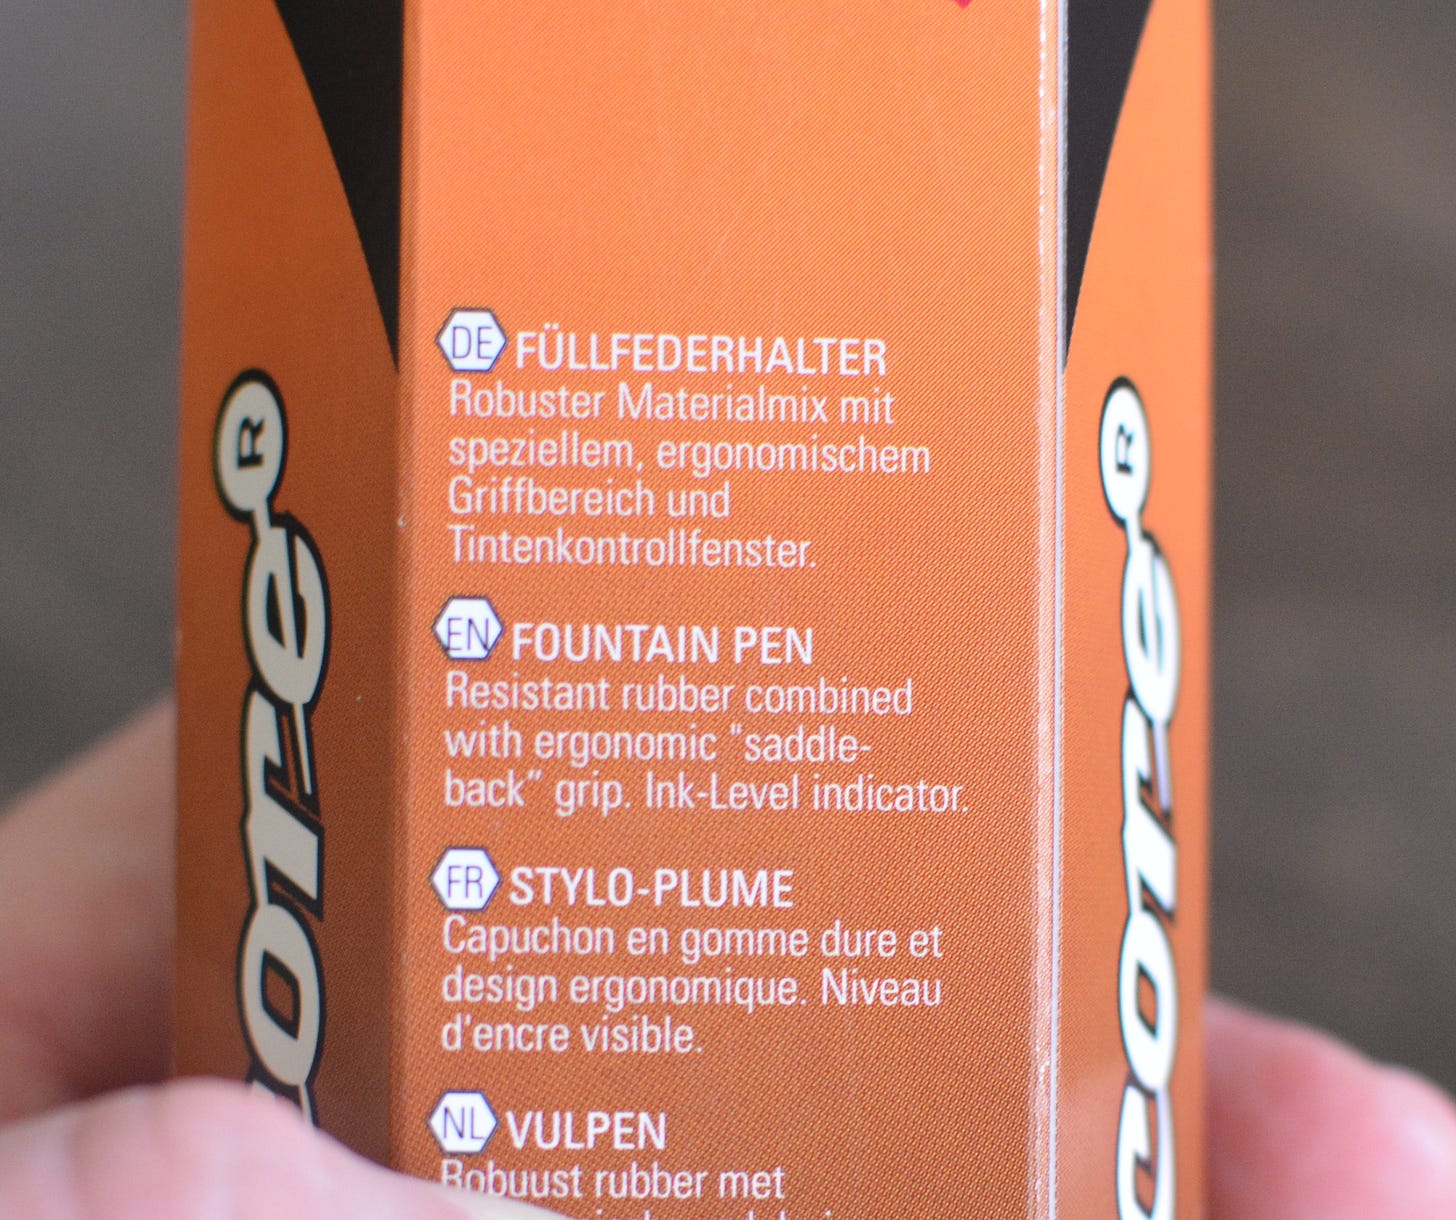 DE FÜLLFEDERHALTER
Robuster Materialmix mit
speziellem, ergonomischem
Griffbereich und
Tintenkontrollfenster.
EN FOUNTAIN PEN
Resistant rubber combined
with ergonomic "saddle-
back" grip. Ink-Level indicator.
FR STYLO-PLUME
Capuchon en gomme dure et
design ergonomique. Niveau
d'encre visible.
NL VULPEN
Robuust rubber met
core®
core®